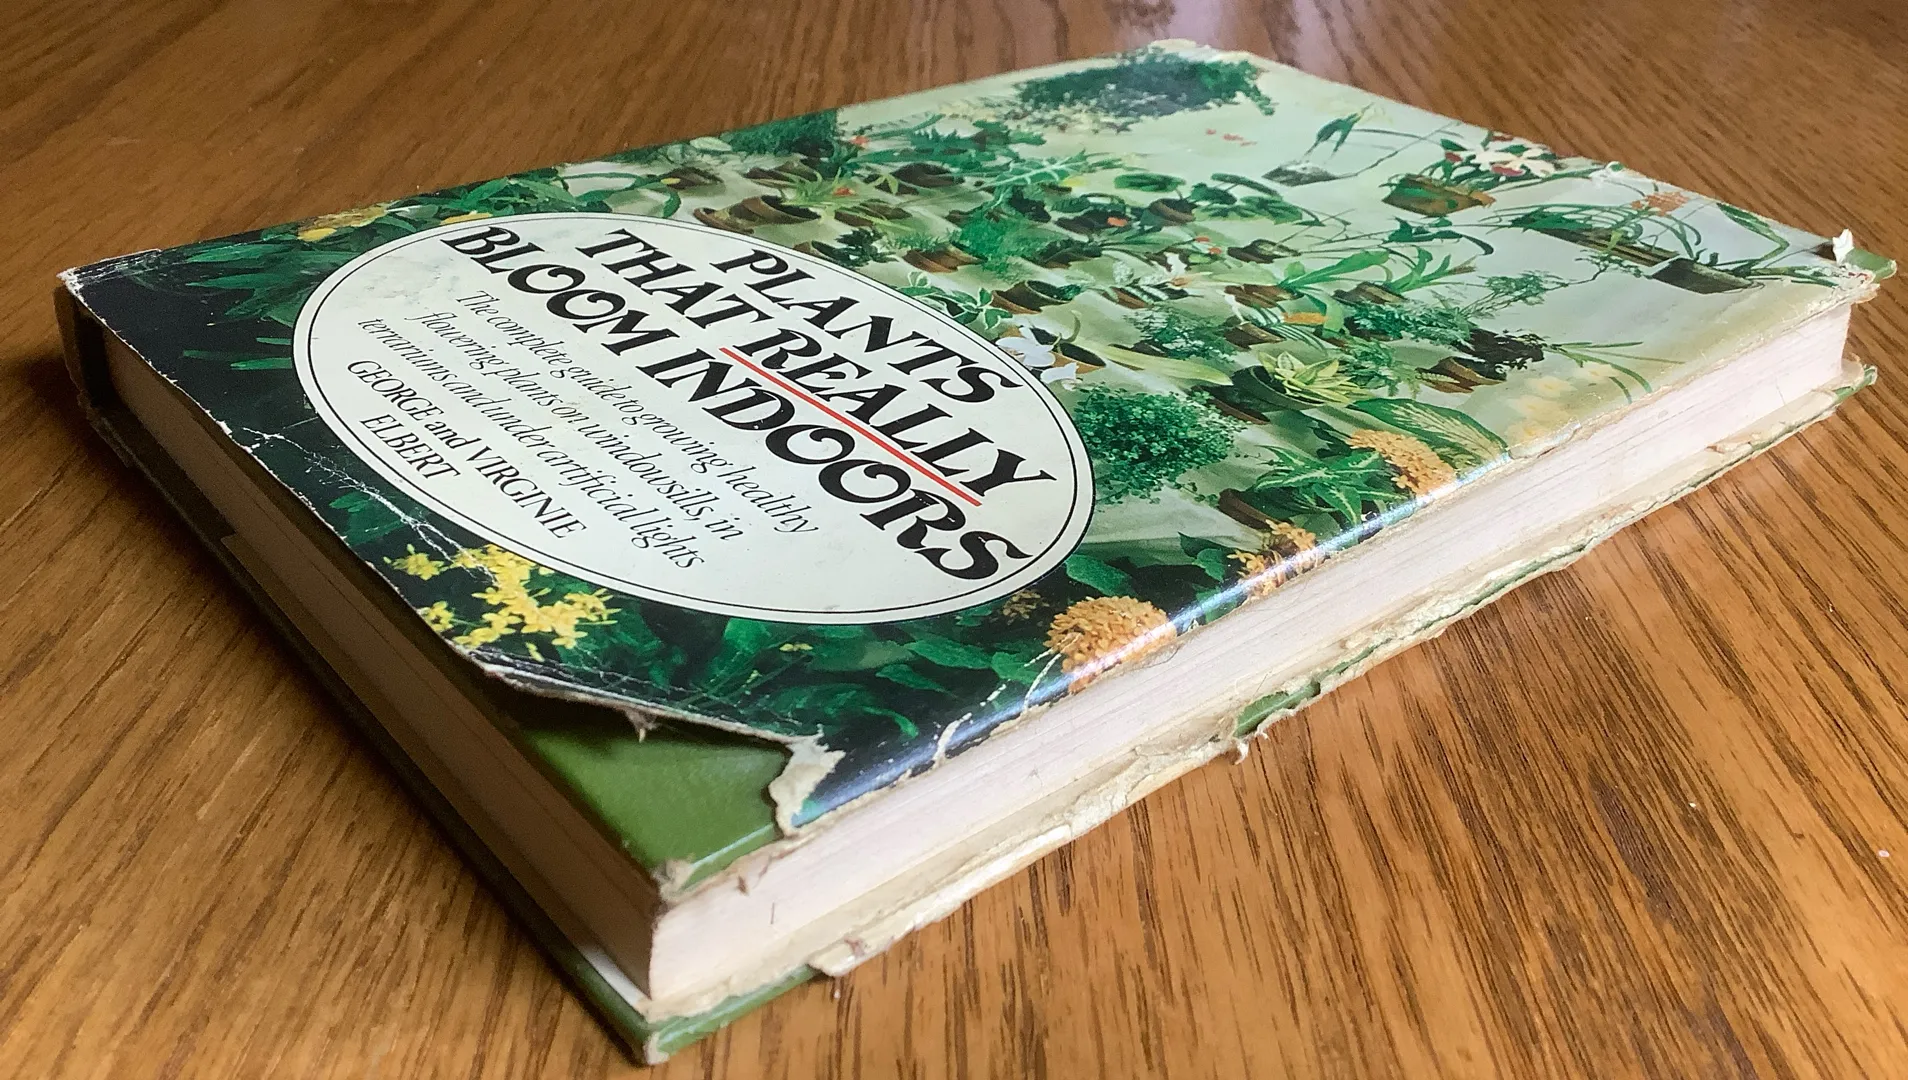 PLANTS
THAT REALLY
BLOOM INDOORS
The complete guide to growing healthy
flowering plants on windowsills, in
terrariums and under artificial lights
GEORGE and VIRGINIE
ELBERT